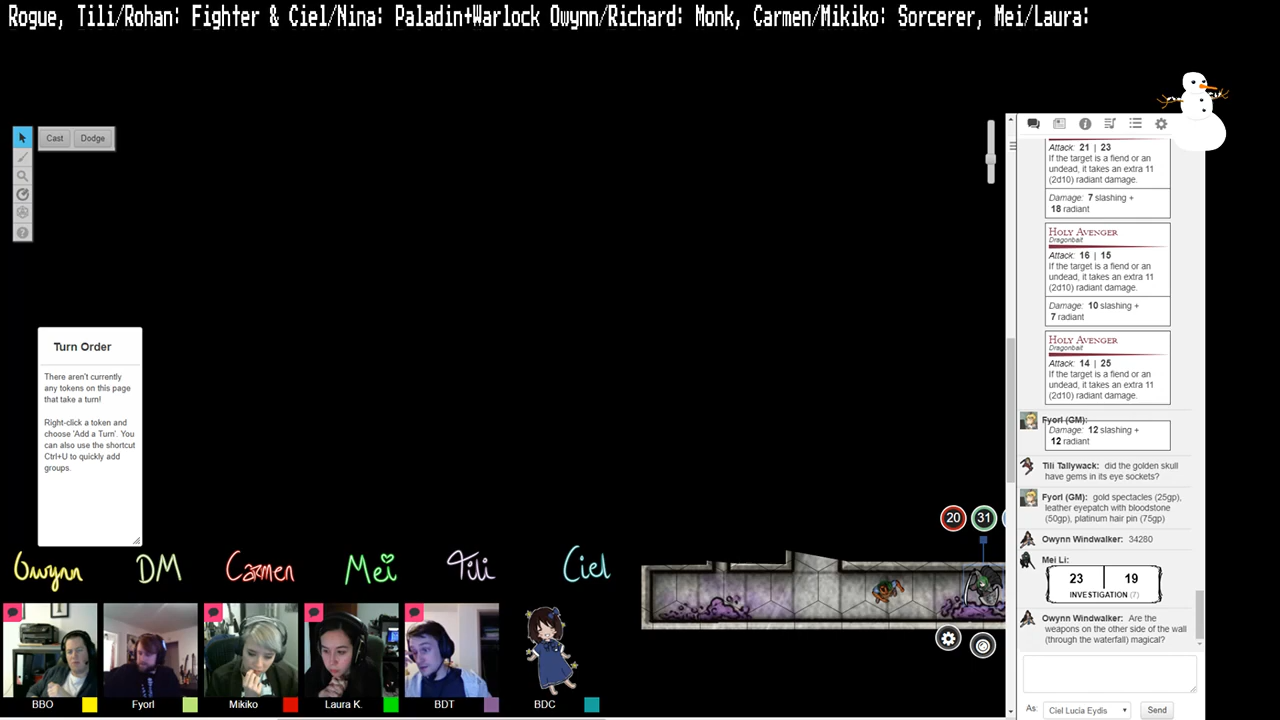 Rogue, Tili/Rohan: Fighter & Ciel/Nina: Paladin+Warlock Owynn/Richard: Monk, Carmen/Mikiko: Sorcerer, Mei/Laura:
Cast
Dodge
Turn Order
There aren't currently
any tokens on this page
that take a turn!
Right-click a token and
choose 'Add a Turn'. You
can also use the shortcut
Ctrl+U to quickly add
groups.
Attack: 21 | 23
If the target is a fiend or an
undead, it takes an extra 11
(2d10) radiant damage.
Damage: 7 slashing +
18 radiant
HOLY AVENGER
Dragonbait
Attack: 16 | 15
If the target is a fiend or an
undead, it takes an extra 11
(2d10) radiant damage.
Damage: 10 slashing +
7 radiant
HOLY AVENGER
Dragonbait
Attack: 14 | 25
If the target is a fiend or an
undead, it takes an extra 11
(2d10) radiant damage.
Fyorl (GM):
Damage: 12 slashing +
12 radiant
Tili Tallywack: did the golden skull
have gems in its eye sockets?
Fyorl (GM): gold spectacles (25gp),
leather eyepatch with bloodstone
(50gp), platinum hair pin (75gp)
Owynn Windwalker: 34280
Mei Li:
23 | 19
INVESTIGATION (7)
Owynn Windwalker: Are the
weapons on the other side of the wall
(through the waterfall) magical?
As: Ciel Lucia Eydis
Send
20
31
Owynn
DM
Carmen
Mei
Tili
Ciel
BBO
Fyorl
Mikiko
Laura K.
BDT
BDC